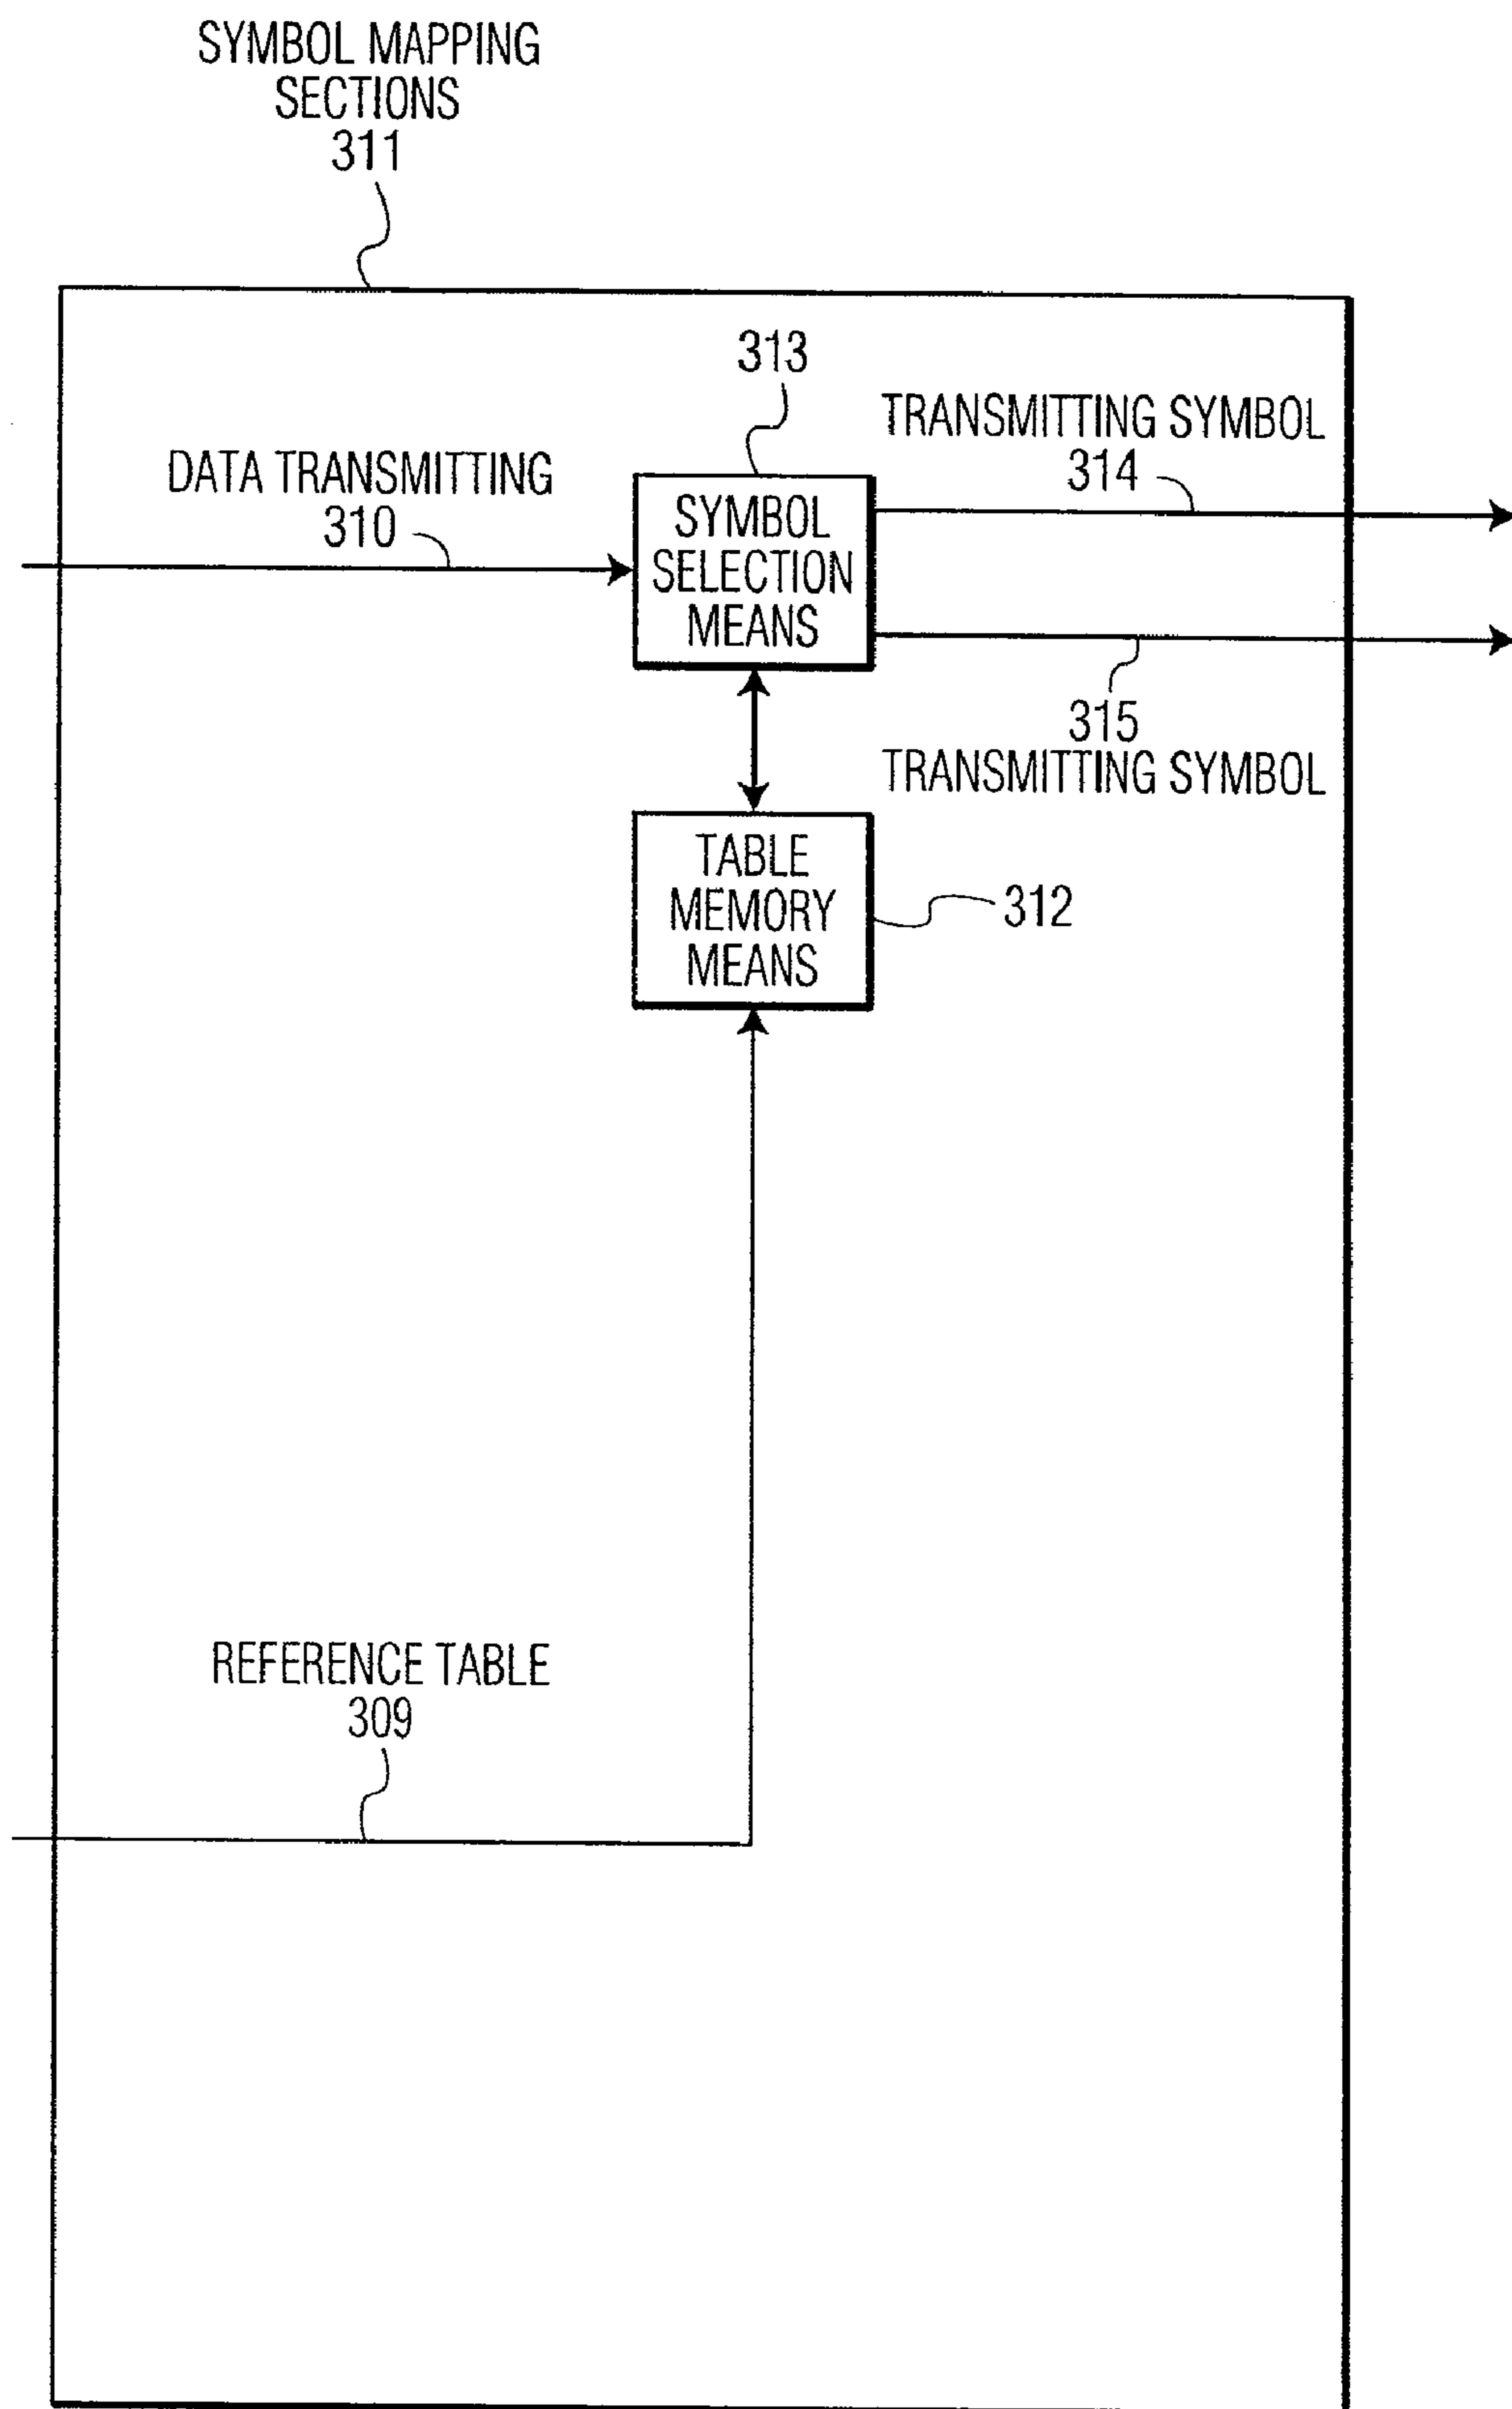 SYMBOL MAPPING
SECTIONS
311
313
TRANSMITTING SYMBOL
314
DATA TRANSMITTING
310
SYMBOL
SELECTION
MEANS
315
TRANSMITTING SYMBOL
TABLE
MEMORY
MEANS
312
REFERENCE TABLE
309